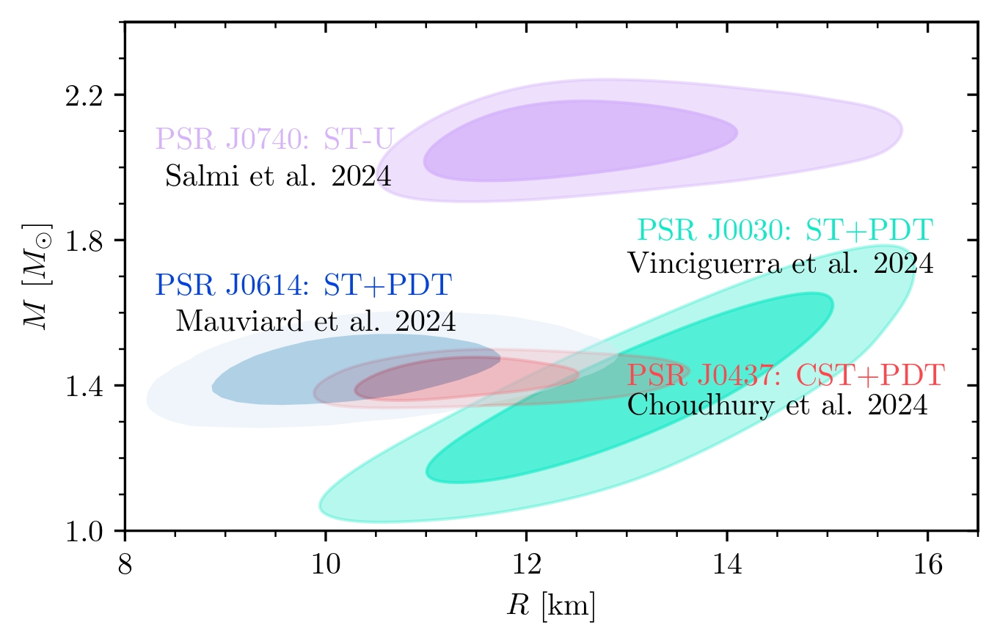 2.2
PSR J0740: ST-U
Salmi et al. 2024
PSR J0030: ST+PDT
1.8
Vinciguerra et al. 2024
M [M⊙]
PSR J0614: ST+PDT
Mauviard et al. 2024
PSR J0437: CST+PDT
1.4
Choudhury et al. 2024
1.0
8 10 12 14 16
R [km]